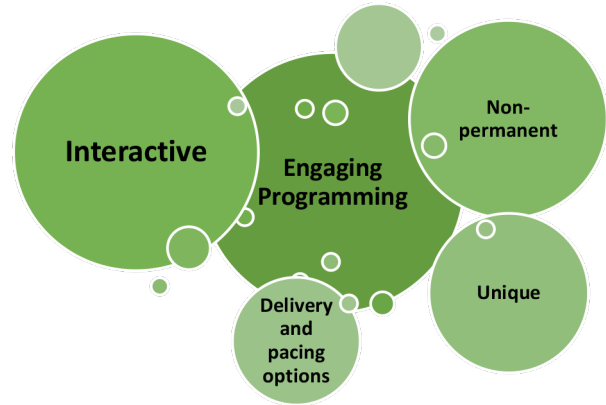 Interactive
Engaging
Programming
Non-
permanent
Unique
Delivery
and
pacing
options